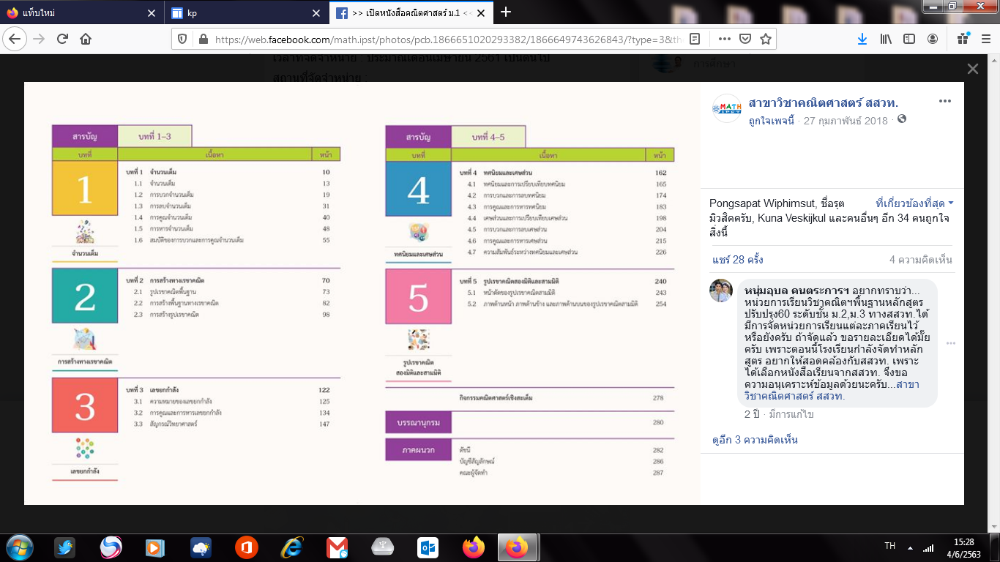 แท็บใหม่
kp
>> เปิดหนังสือคณิตศาสตร์ ม.1 <<
https://web.facebook.com/math.ipst/photos/pcb.1866651020293382/1866649743626843/?type=3&th
เวลาที่จัดจำหน่าย : ประมาณเดือนเมษายน 2561 เป็นต้นไป
สถานที่จัดจำหน่าย :
การศึกษา
สารบัญ บทที่ 1–3
บทที่ เนื้อหา หน้า
1
จำนวนเต็ม
บทที่ 1 จำนวนเต็ม 10
1.1 จำนวนเต็ม 13
1.2 การบวกจำนวนเต็ม 19
1.3 การลบจำนวนเต็ม 31
1.4 การคูณจำนวนเต็ม 40
1.5 การหารจำนวนเต็ม 48
1.6 สมบัติของการบวกและการคูณจำนวนเต็ม 55
2
การสร้างทางเรขาคณิต
บทที่ 2 การสร้างทางเรขาคณิต 70
2.1 รูปเรขาคณิตพื้นฐาน 73
2.2 การสร้างพื้นฐานทางเรขาคณิต 82
2.3 การสร้างรูปเรขาคณิต 98
3
เลขยกกำลัง
บทที่ 3 เลขยกกำลัง 122
3.1 ความหมายของเลขยกกำลัง 125
3.2 การคูณและการหารเลขยกกำลัง 134
3.3 สัญกรณ์วิทยาศาสตร์ 147
สารบัญ บทที่ 4–5
บทที่ เนื้อหา หน้า
4
ทศนิยมและเศษส่วน
บทที่ 4 ทศนิยมและเศษส่วน 162
4.1 ทศนิยมและการเปรียบเทียบทศนิยม 165
4.2 การบวกและการลบทศนิยม 174
4.3 การคูณและการหารทศนิยม 183
4.4 เศษส่วนและการเปรียบเทียบเศษส่วน 198
4.5 การบวกและการลบเศษส่วน 204
4.6 การคูณและการหารเศษส่วน 215
4.7 ความสัมพันธ์ระหว่างทศนิยมและเศษส่วน 226
5
รูปเรขาคณิต
สองมิติและสามมิติ
บทที่ 5 รูปเรขาคณิตสองมิติและสามมิติ 240
5.1 หน้าตัดของรูปเรขาคณิตสามมิติ 243
5.2 ภาพด้านหน้า ภาพด้านข้าง และภาพด้านบนของรูปเรขาคณิตสามมิติ 254
กิจกรรมคณิตศาสตร์เชิงสะเต็ม 278
บรรณานุกรม 280
ภาคผนวก ดัชนี 282
บัญชีสัญลักษณ์ 286
คณะผู้จัดทำ 287
MATH
IPST
สาขาวิชาคณิตศาสตร์ สสวท.
ถูกใจเพจนี้ · 27 กุมภาพันธ์ 2018 ·
Pongsapat Wiphimsut, ชื่อรุต ที่เกี่ยวข้องที่สุด
มิวสิคครับ, Kuna Veskijkul และคนอื่นๆ อีก 34 คนถูกใจ
สิ่งนี้
แชร์ 28 ครั้ง 4 ความคิดเห็น
หนุ่มอุบล คนตระการฯ อยากทราบว่า...
หน่วยการเรียนวิชาคณิตฯพื้นฐานหลักสูตร
ปรับปรุง60 ระดับชั้น ม.2,ม.3 ทางสสวท.ได้
มีการจัดหน่วยการเรียนแต่ละภาคเรียนไว้
หรือยังครับ ถ้าจัดแล้ว ขอรายละเอียดได้มั๊ย
ครับ เพราะตอนนี้โรงเรียนกำลังจัดทำหลัก
สูตร อยากให้สอดคล้องกับสสวท. เพราะ
ได้เลือกหนังสือเรียนจากสสวท. จึงขอ
ความอนุเคราะห์ข้อมูลด้วยนะครับ...สาขา
วิชาคณิตศาสตร์ สสวท.
2 ปี · มีการแก้ไข
ดูอีก 3 ความคิดเห็น
TH
15:28
4/6/2563